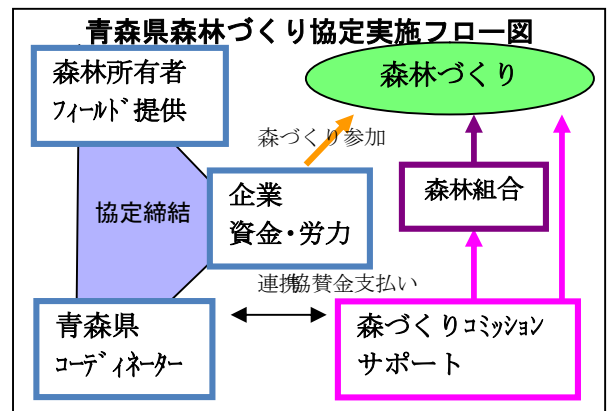 青森県森林づくり協定実施フロー図
森林所有者
ﾌｨｰﾙﾄﾞ提供
森林づくり
森づくり参加
企業
資金・労力
森林組合
協定締結
連携協賛金支払い
青森県
ｺｰﾃﾞｨﾈｰﾀｰ
森づくりｺﾐｯｼｮﾝ
サポート